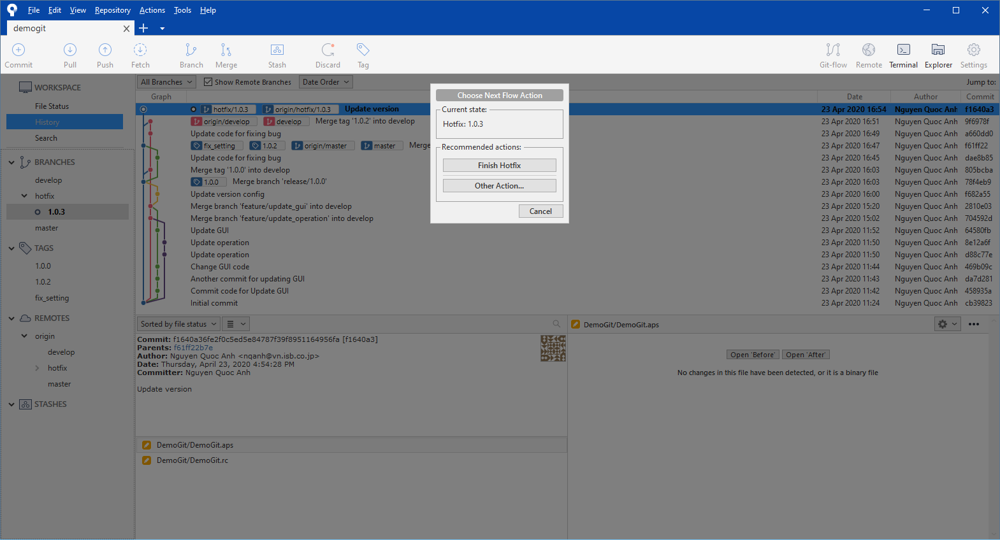 File Edit View Repository Actions Tools Help
demogit
Commit Pull Push Fetch Branch Merge Stash Discard Tag Git-flow Remote Terminal Explorer Settings
WORKSPACE
File Status
History
Search
BRANCHES
develop
hotfix
1.0.3
master
TAGS
1.0.0
1.0.2
fix_setting
REMOTES
origin
develop
hotfix
master
STASHES
All Branches Show Remote Branches Date Order Jump to:
Graph Date Author Commit
hotfix/1.0.3 origin/hotfix/1.0.3 Update version 23 Apr 2020 16:54 Nguyen Quoc Anh f1640a3
origin/develop develop Merge tag '1.0.2' into develop 23 Apr 2020 16:51 Nguyen Quoc Anh 9f6978f
Update code for fixing bug 23 Apr 2020 16:49 Nguyen Quoc Anh a660dd0
fix_setting 1.0.2 origin/master master Merge 23 Apr 2020 16:47 Nguyen Quoc Anh f61ff22
Update code for fixing bug 23 Apr 2020 16:45 Nguyen Quoc Anh dae8b85
Merge tag '1.0.0' into develop 23 Apr 2020 16:03 Nguyen Quoc Anh 805bcba
1.0.0 Merge branch 'release/1.0.0' 23 Apr 2020 16:03 Nguyen Quoc Anh 78f4eb9
Update version config 23 Apr 2020 16:00 Nguyen Quoc Anh f682a55
Merge branch 'feature/update_gui' into develop 23 Apr 2020 15:20 Nguyen Quoc Anh 2810e03
Merge branch 'feature/update_operation' into develop 23 Apr 2020 15:02 Nguyen Quoc Anh 704592d
Update GUI 23 Apr 2020 11:52 Nguyen Quoc Anh 64580fb
Update operation 23 Apr 2020 11:50 Nguyen Quoc Anh 8e12a6f
Update operation 23 Apr 2020 11:50 Nguyen Quoc Anh d88c77e
Change GUI code 23 Apr 2020 11:44 Nguyen Quoc Anh 469b09c
Another commit for updating GUI 23 Apr 2020 11:43 Nguyen Quoc Anh da7d281
Commit code for Update GUI 23 Apr 2020 11:42 Nguyen Quoc Anh 458935a
Initial commit 23 Apr 2020 11:24 Nguyen Quoc Anh cb39823
Choose Next Flow Action
Current state:
Hotfix: 1.0.3
Recommended actions:
Finish Hotfix
Other Action...
Cancel
Sorted by file status
Commit: f1640a36fe2f0c5ed5e84787f39f8951164956fa [f1640a3]
Parents: f61ff22b7e
Author: Nguyen Quoc Anh <nqanh@vn.isb.co.jp>
Date: Thursday, April 23, 2020 4:54:28 PM
Committer: Nguyen Quoc Anh
Update version
DemoGit/DemoGit.aps
DemoGit/DemoGit.rc
DemoGit/DemoGit.aps
Open 'Before' Open 'After'
No changes in this file have been detected, or it is a binary file